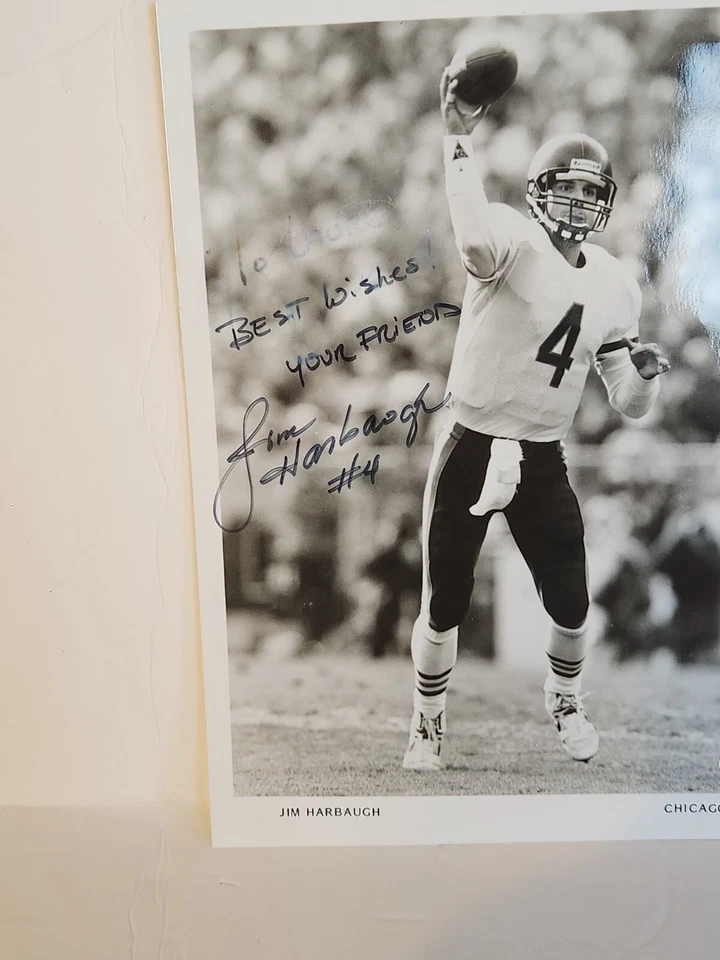 To
BEST Wishes!
YOUR FRIEND
Jim
Harbaugh
#4
4
JIM HARBAUGH CHICAGO